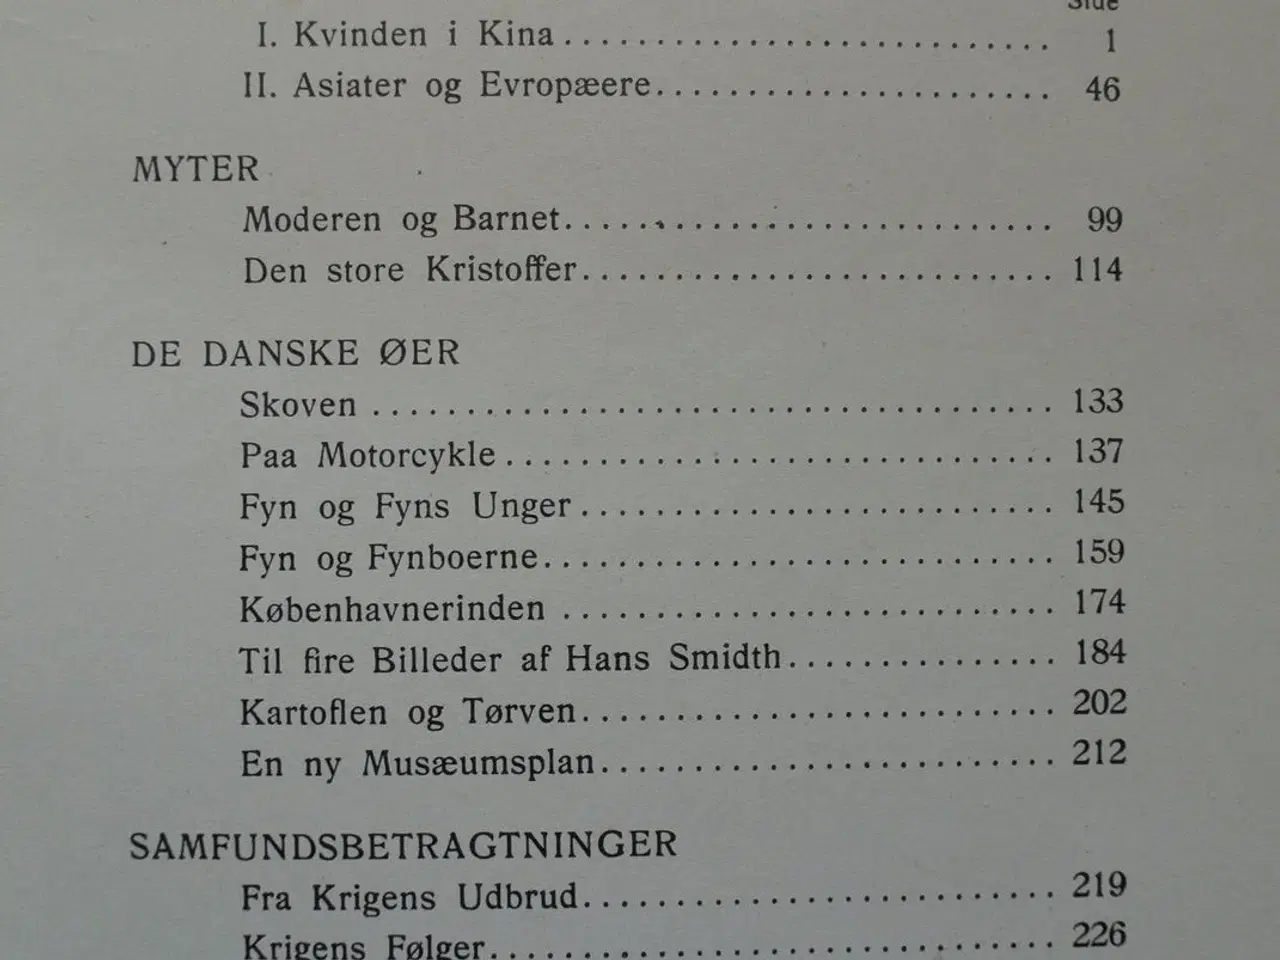 Side
I. Kvinden i Kina........................... 1
II. Asiater og Evropæere...................... 46
MYTER
Moderen og Barnet........................... 99
Den store Kristoffer.......................... 114
DE DANSKE ØER
Skoven ..................................... 133
Paa Motorcykle.............................. 137
Fyn og Fyns Unger.......................... 145
Fyn og Fynboerne............................ 159
Københavnerinden ........................... 174
Til fire Billeder af Hans Smidth............... 184
Kartoflen og Tørven.......................... 202
En ny Musæumsplan......................... 212
SAMFUNDSBETRAGTNINGER
Fra Krigens Udbrud.......................... 219
Krigens Følger............................... 226